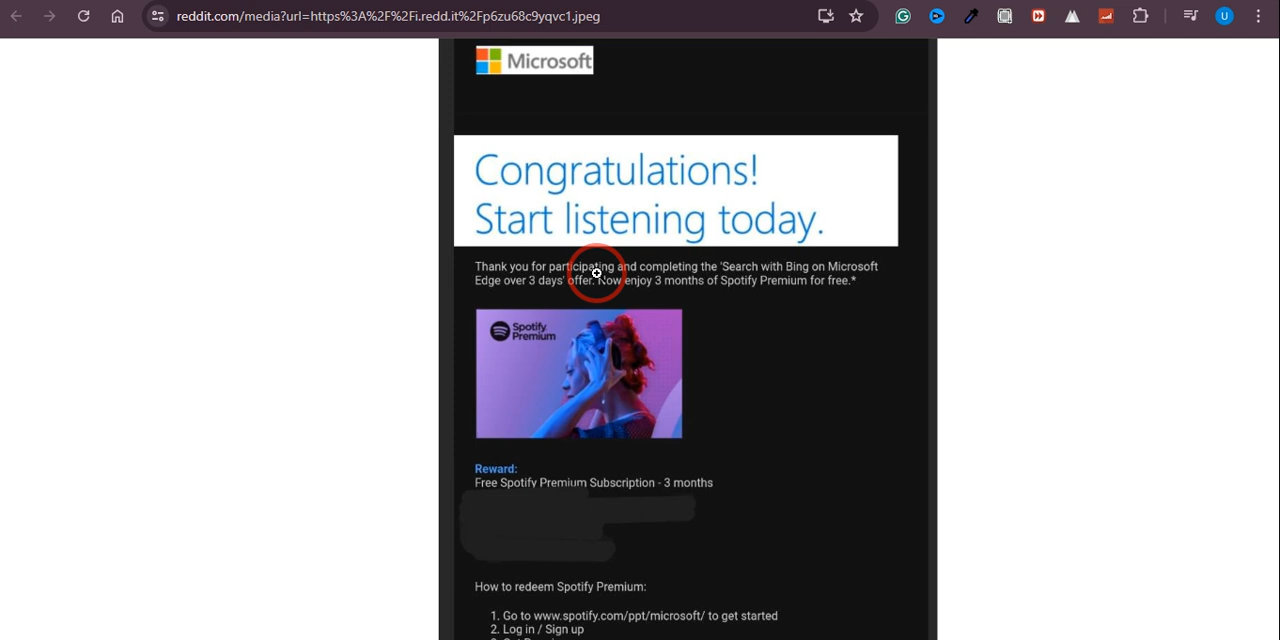 reddit.com/media?url=https%3A%2F%2Fi.redd.it%2Fp6zu68c9yqvc1.jpeg
U
Microsoft
Congratulations!
Start listening today.
Thank you for participating and completing the 'Search with Bing on Microsoft
Edge over 3 days' offer. Now enjoy 3 months of Spotify Premium for free.*
Spotify
Premium
Reward:
Free Spotify Premium Subscription - 3 months
How to redeem Spotify Premium:
1. Go to www.spotify.com/ppt/microsoft/ to get started
2. Log in / Sign up